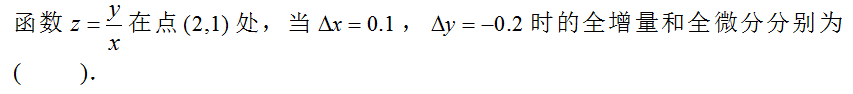 函数 z = y/x 在点 (2,1) 处，当 Δx = 0.1，Δy = −0.2 时的全增量和全微分分别为
(      ).